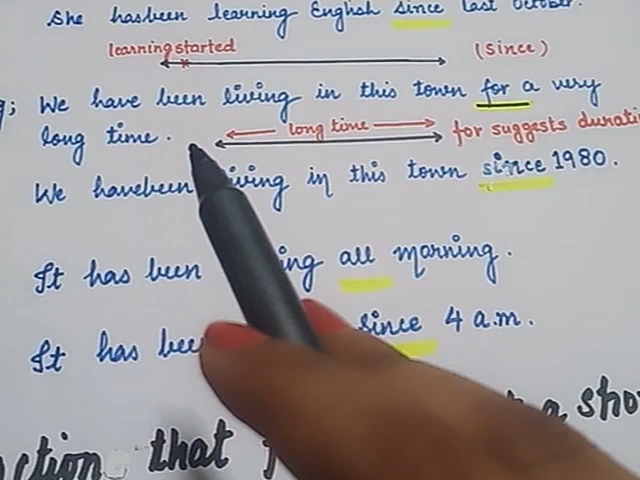 She hasbeen learning English since last October.
learning started (since)
g; We have been living in this town for a very
long time. long time for suggests durati
We havebeen living in this town since 1980.
It has been ing all morning.
It has bee since 4 a.m.
ction that a sho